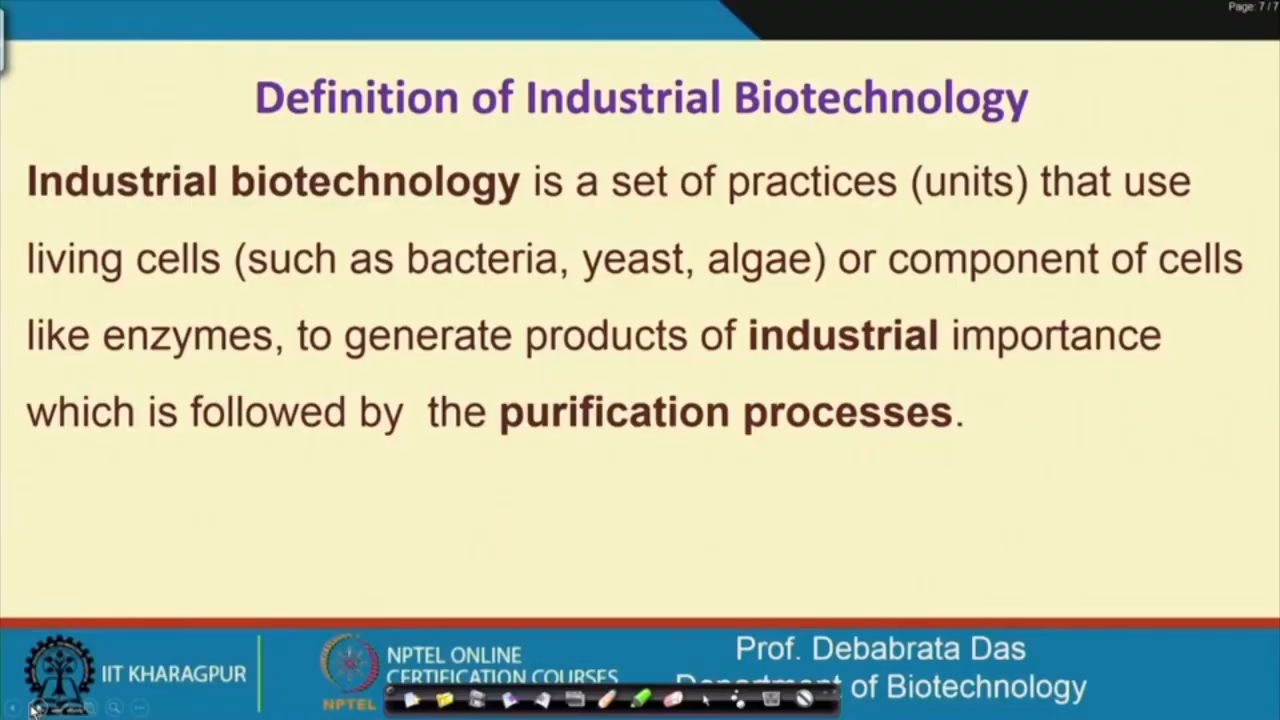 Page: 7 / 7
Definition of Industrial Biotechnology
Industrial biotechnology is a set of practices (units) that use
living cells (such as bacteria, yeast, algae) or component of cells
like enzymes, to generate products of industrial importance
which is followed by the purification processes.
IIT KHARAGPUR
NPTEL
NPTEL ONLINE
CERTIFICATION COURSES
Prof. Debabrata Das
of Biotechnology